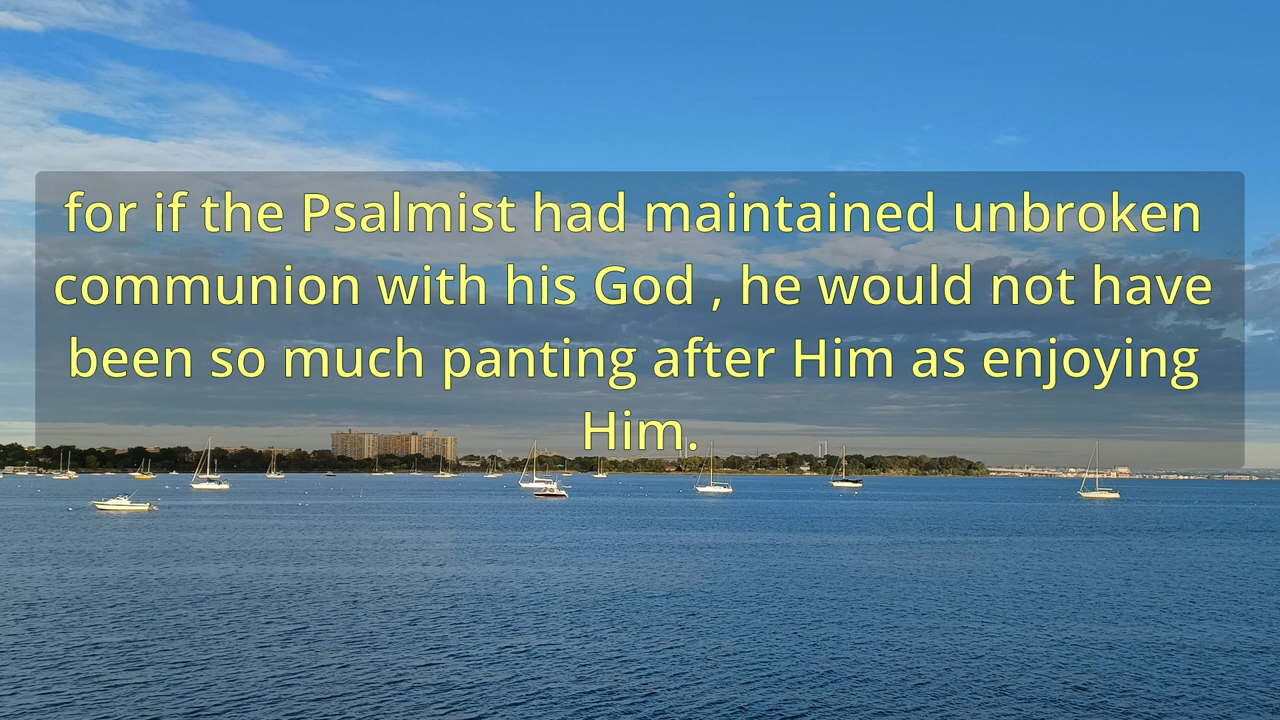 for if the Psalmist had maintained unbroken
communion with his God , he would not have
been so much panting after Him as enjoying
Him.